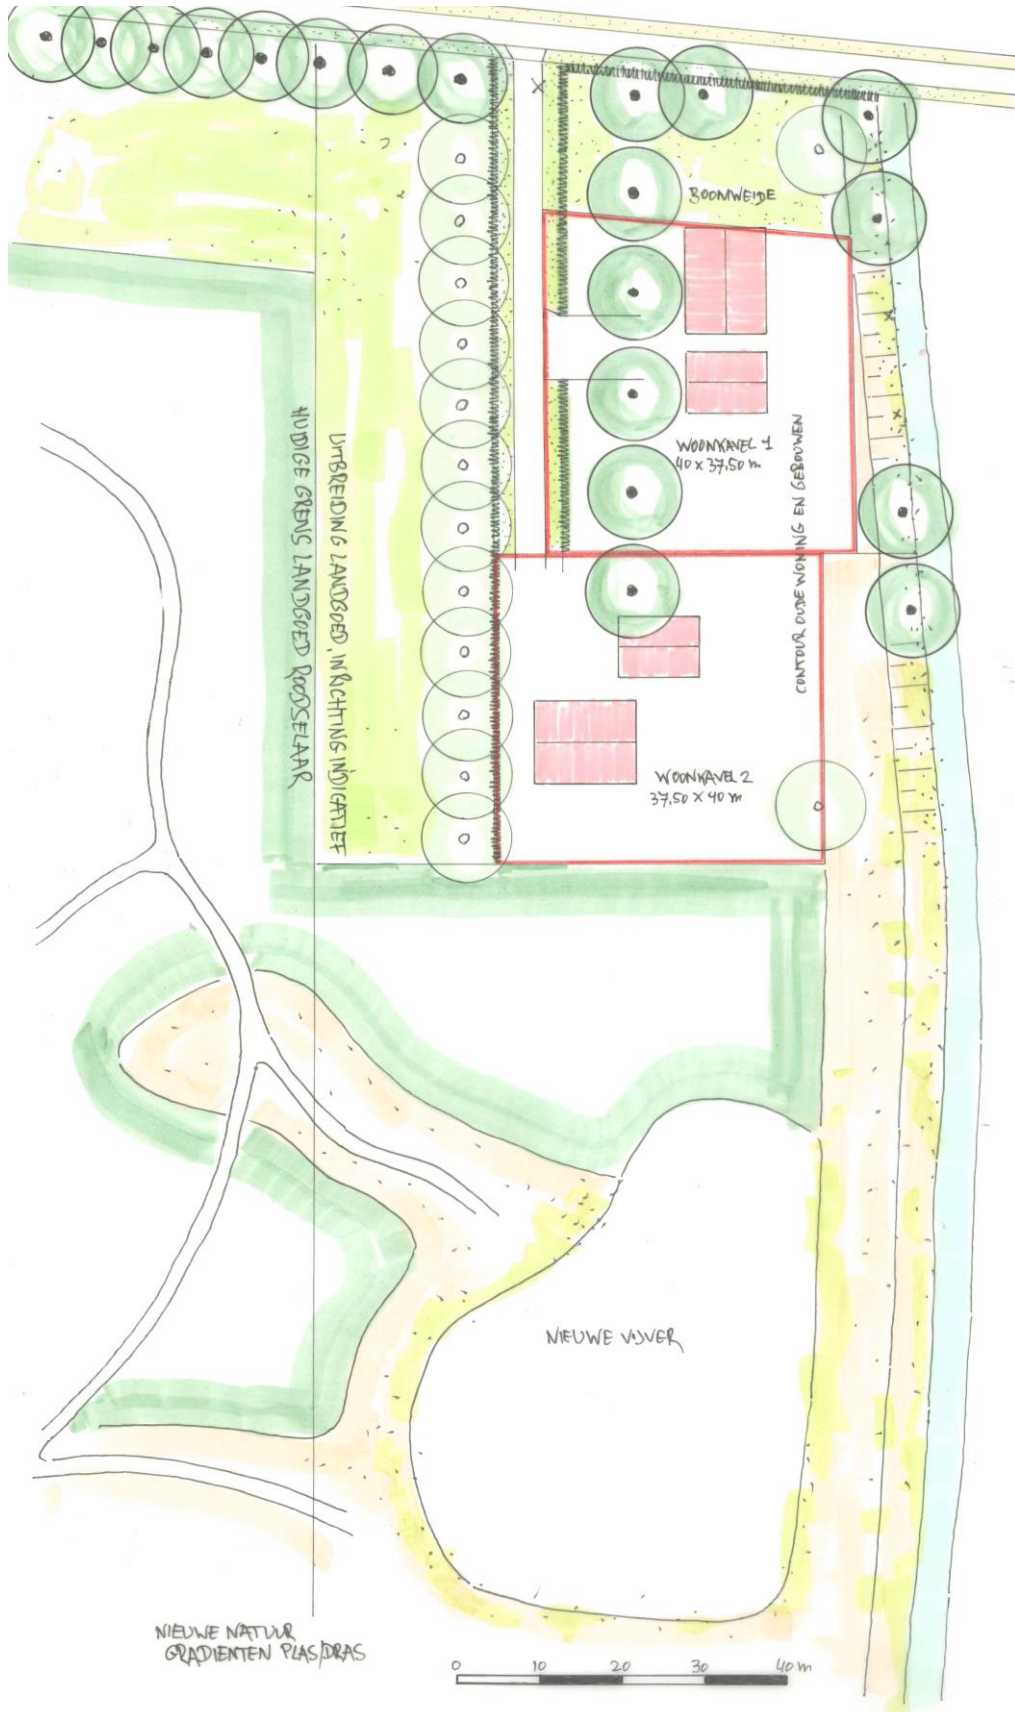 BOOMWEIDE
WOONKAVEL 1
40 x 37,50 m
CONTOUR OUDE WONING EN GEBOUWEN
HUIDIGE GRENS LANDGOED ROODSELAAR
UITBREIDING LANDGOED, INRICHTING INDICATIEF
WOONKAVEL 2
37,50 x 40 m
NIEUWE VIJVER
NIEUWE NATUUR
GRADIENTEN PLAS/DRAS
0 10 20 30 40 m